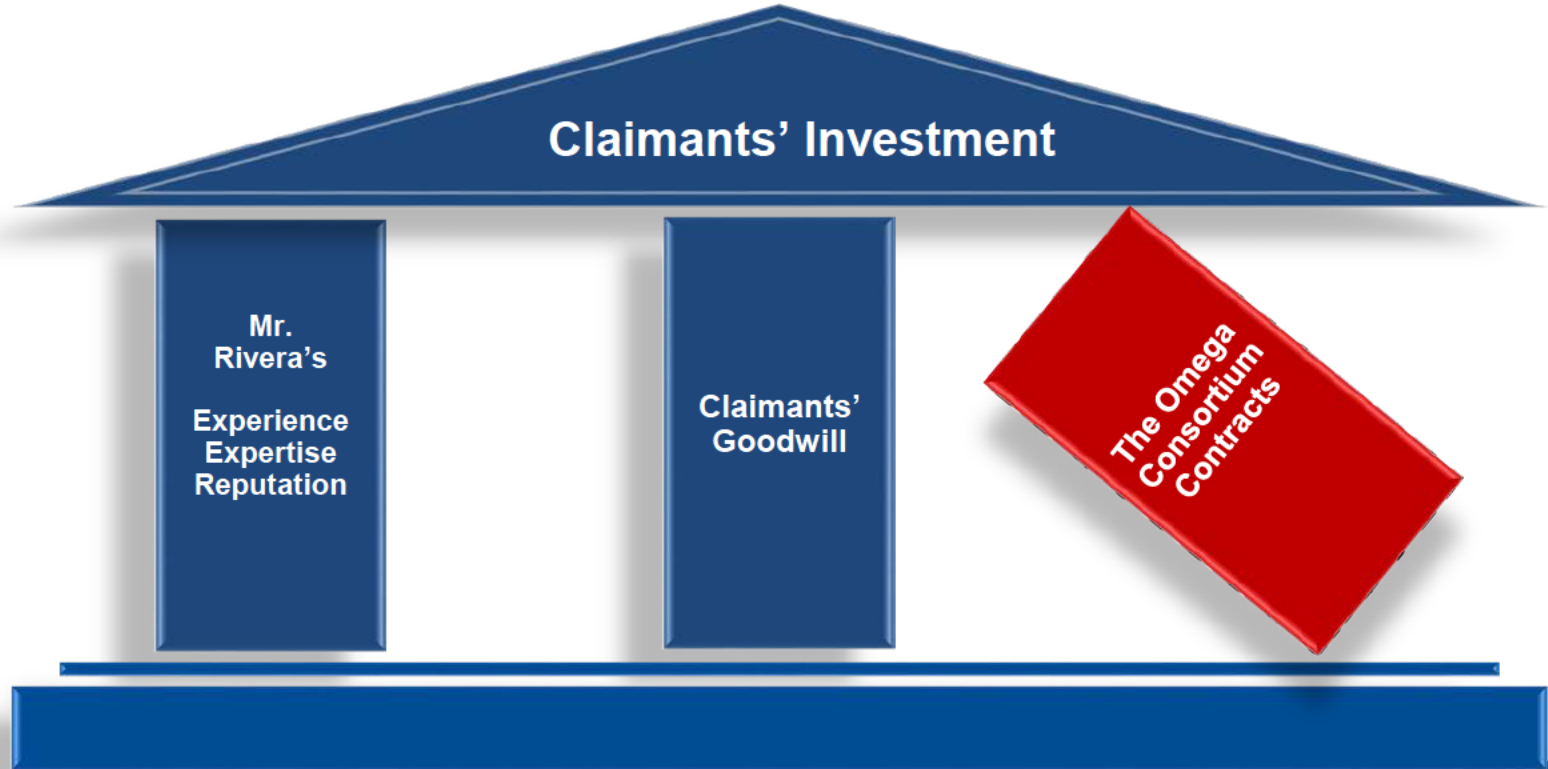 Claimants’ Investment
Mr.
Rivera’s
Experience
Expertise
Reputation
Claimants’
Goodwill
The Omega
Consortium
Contracts